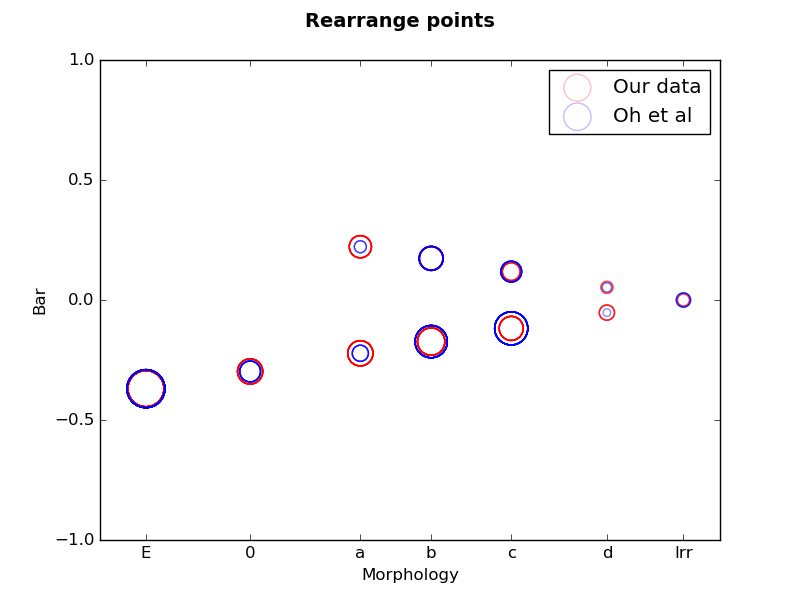 Rearrange points
Our data
Oh et al
1.0
0.5
0.0
−0.5
−1.0
Bar
E 0 a b c d Irr
Morphology